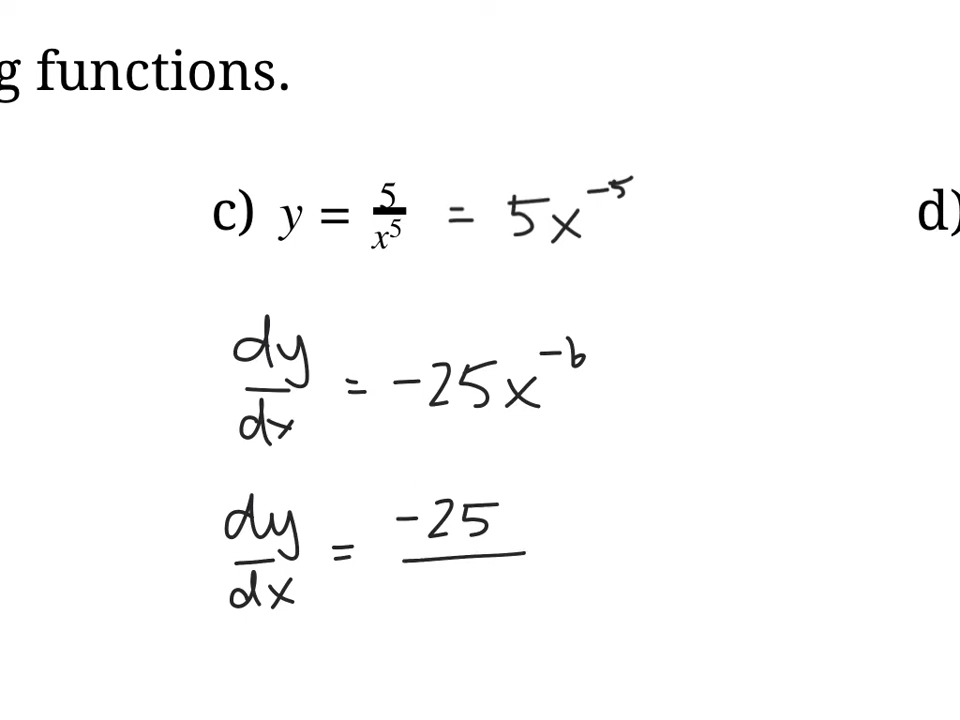 g functions.
c) y = 5/x⁵ = 5x⁻⁵
d)
dy/dx = -25x⁻⁶
dy/dx = -25/